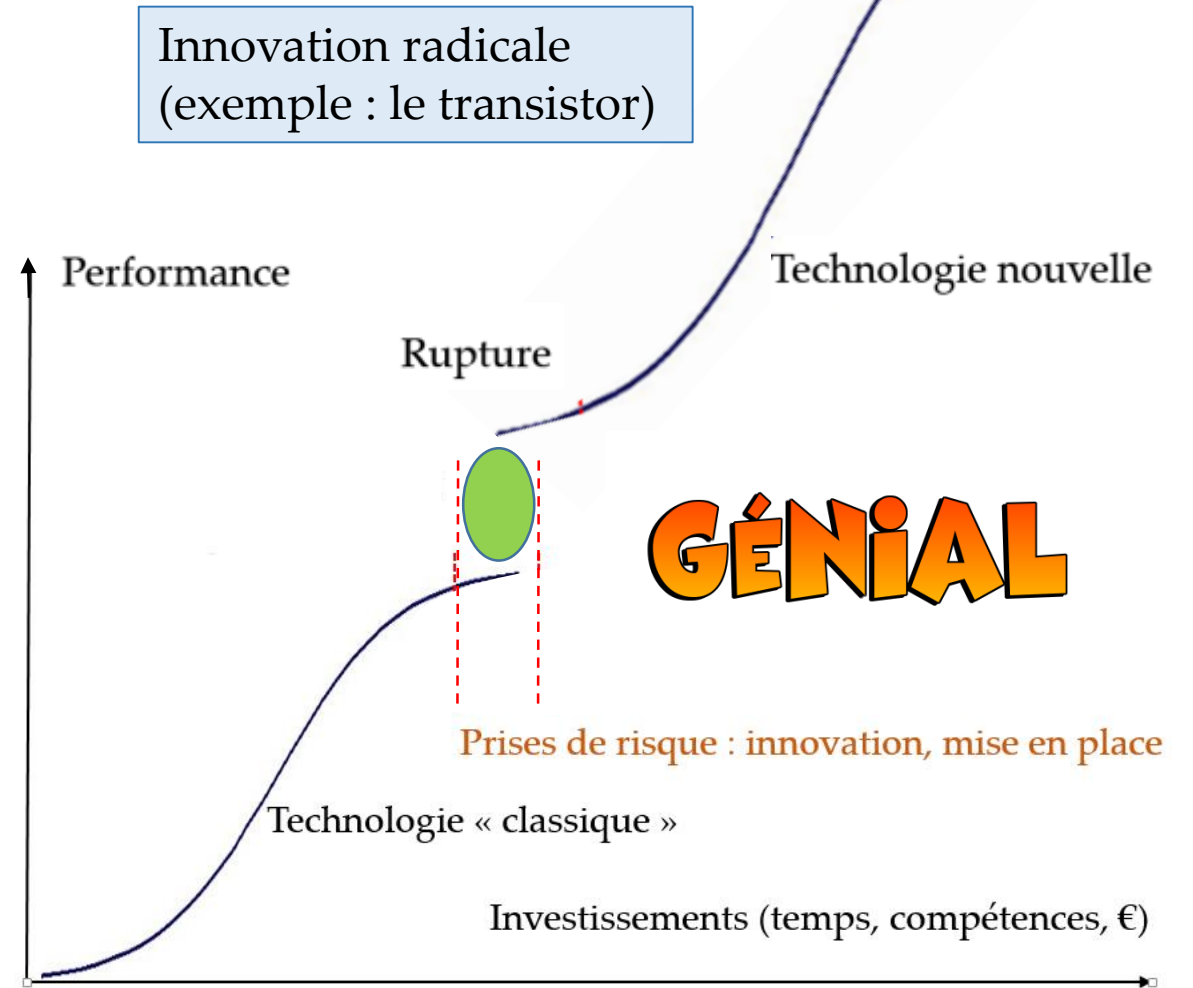 Innovation radicale
(exemple : le transistor)
Performance
Technologie nouvelle
Rupture
GÉNiAL
Prises de risque : innovation, mise en place
Technologie « classique »
Investissements (temps, compétences, €)